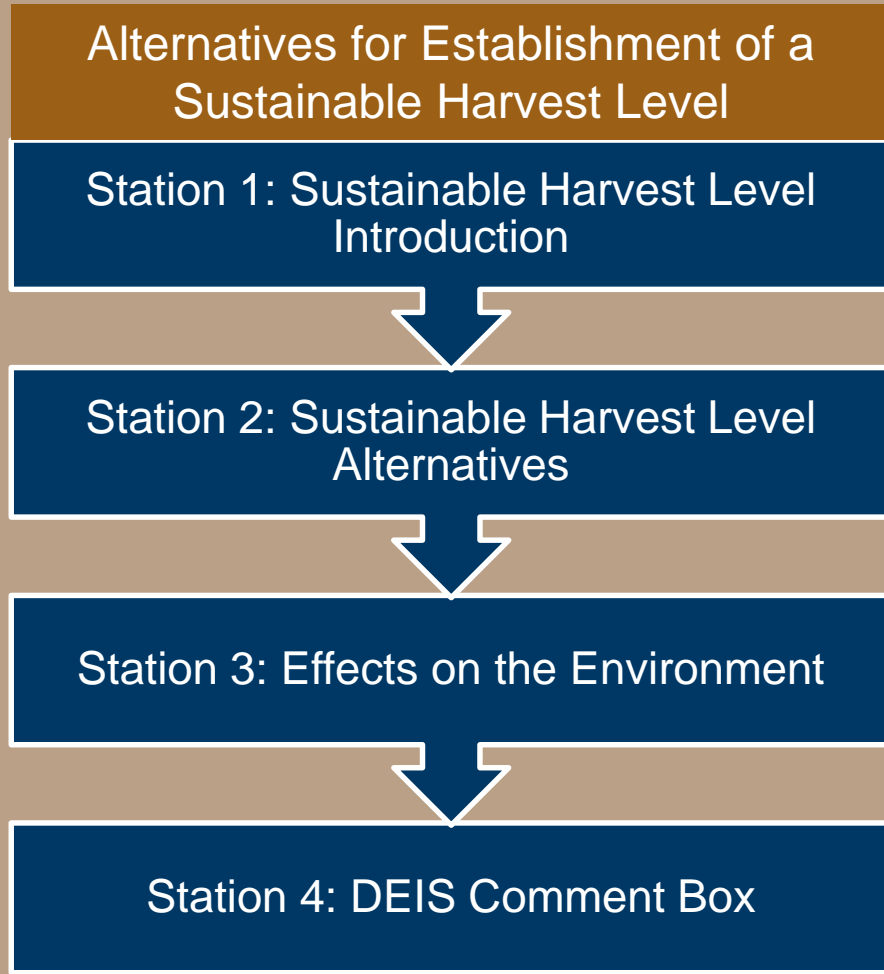 Alternatives for Establishment of a
Sustainable Harvest Level
Station 1: Sustainable Harvest Level
Introduction
Station 2: Sustainable Harvest Level
Alternatives
Station 3: Effects on the Environment
Station 4: DEIS Comment Box